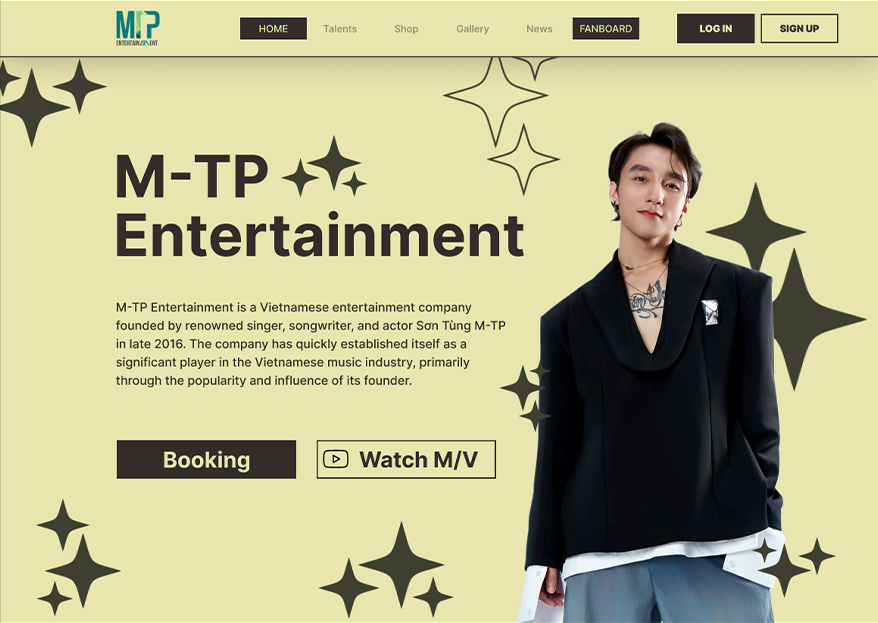 MTP
ENTERTAINMENT
HOME
Talents
Shop
Gallery
News
FANBOARD
LOG IN
SIGN UP
M-TP
Entertainment
M-TP Entertainment is a Vietnamese entertainment company
founded by renowned singer, songwriter, and actor Sơn Tùng M-TP
in late 2016. The company has quickly established itself as a
significant player in the Vietnamese music industry, primarily
through the popularity and influence of its founder.
Booking
Watch M/V